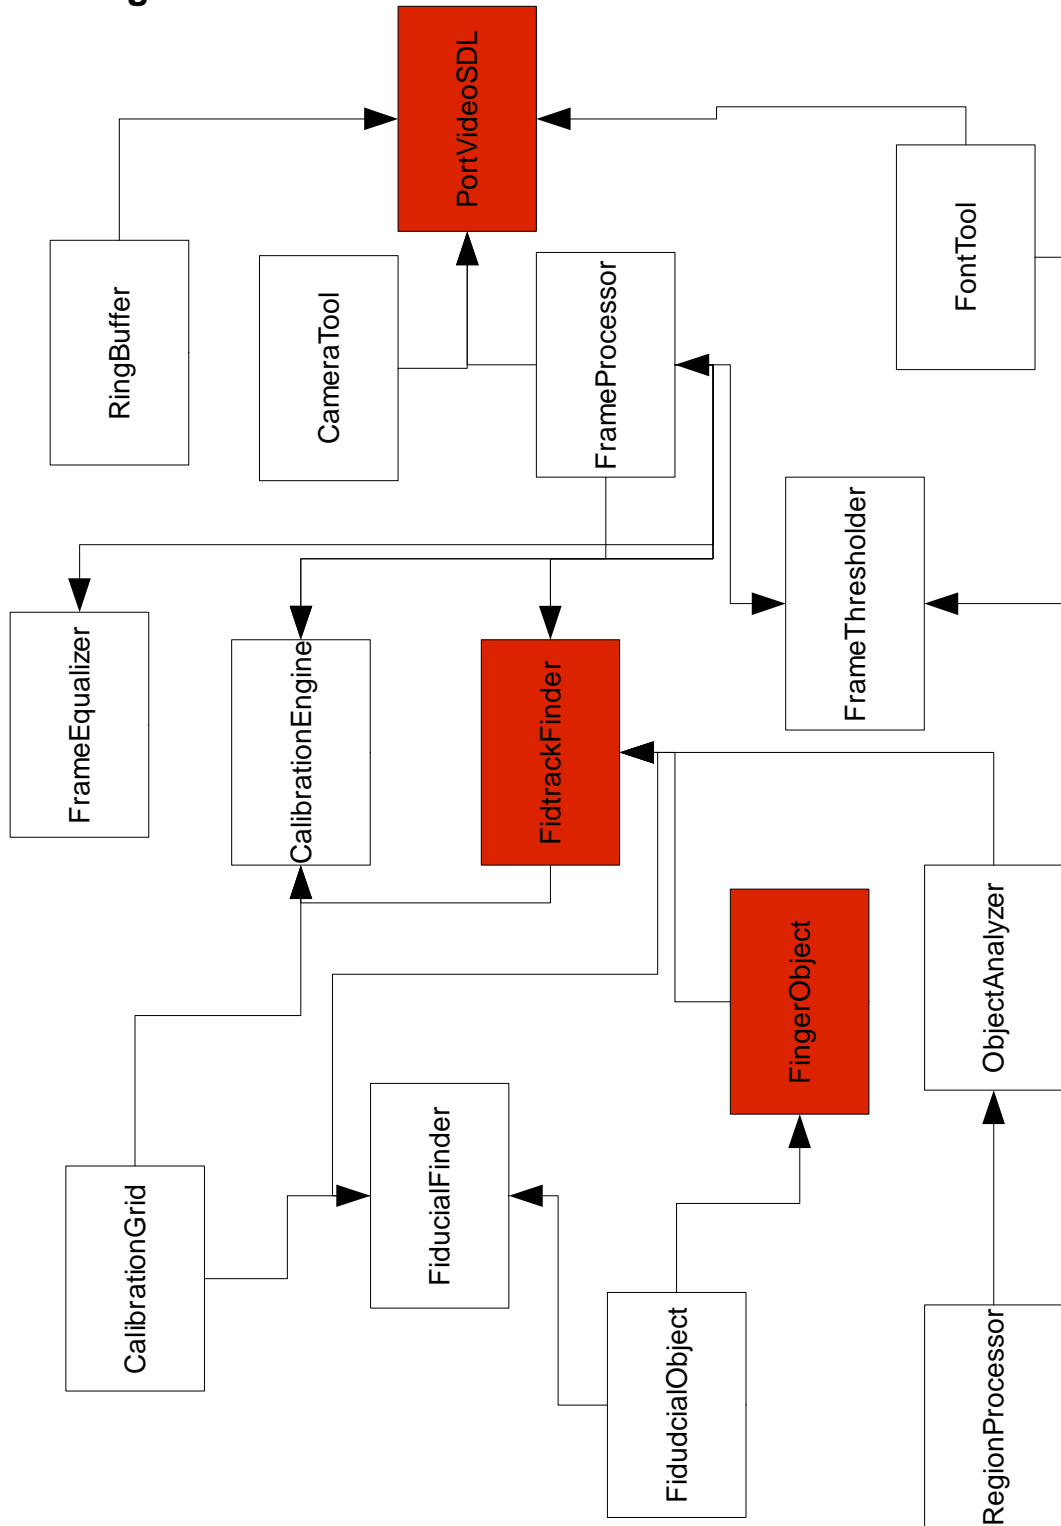 PortVideoSDL
RingBuffer
CameraTool
FrameProcessor
FontTool
FrameEqualizer
CalibrationEngine
FidtrackFinder
FrameThresholder
FingerObject
ObjectAnalyzer
CalibrationGrid
FiducialFinder
FidudcialObject
RegionProcessor